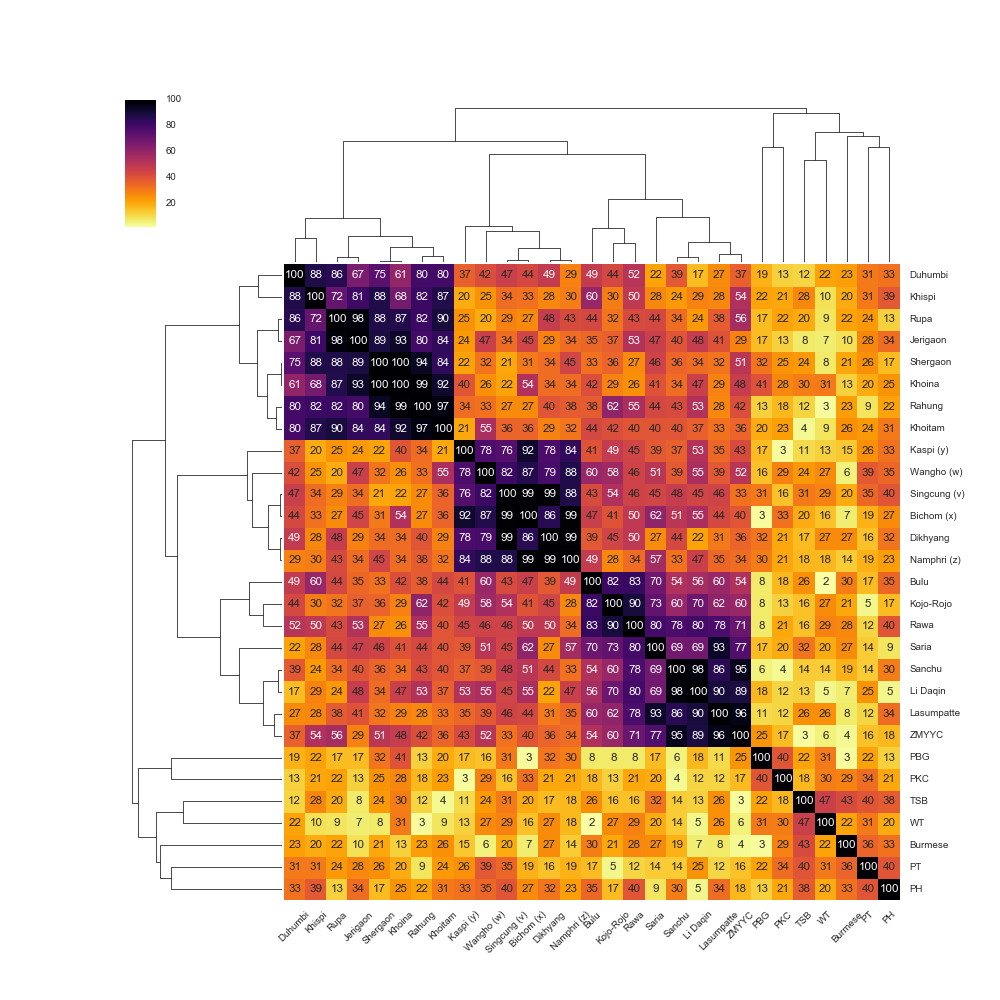 100
80
60
40
20
100 88 86 67 75 61 80 80 37 42 47 44 49 29 49 44 52 22 39 17 27 37 19 13 12 22 23 31 33 Duhumbi
88 100 72 81 88 68 82 87 20 25 34 33 28 30 60 30 50 28 24 29 28 54 22 21 28 10 20 31 39 Khispi
86 72 100 98 88 87 82 90 25 20 29 27 48 43 44 32 43 44 34 24 38 56 17 22 20 9 22 24 13 Rupa
67 81 98 100 89 93 80 84 24 47 34 45 29 34 35 37 53 47 40 48 41 29 17 13 8 7 10 28 34 Jerigaon
75 88 88 89 100 100 94 84 22 32 21 31 34 45 33 36 27 46 36 34 32 51 32 25 24 8 21 26 17 Shergaon
61 68 87 93 100 100 99 92 40 26 22 54 34 34 42 29 26 41 34 47 29 48 41 28 30 31 13 20 25 Khoina
80 82 82 80 94 99 100 97 34 33 27 27 40 38 38 62 55 44 43 53 28 42 13 18 12 3 23 9 22 Rahung
80 87 90 84 84 92 97 100 21 55 36 36 29 32 44 42 40 40 40 37 33 36 20 23 4 9 26 24 31 Khoitam
37 20 25 24 22 40 34 21 100 78 76 92 78 84 41 49 45 39 37 53 35 43 17 3 11 13 15 26 33 Kaspi (y)
42 25 20 47 32 26 33 55 78 100 82 87 79 88 60 58 46 51 39 55 39 52 16 29 24 27 6 39 35 Wangho (w)
47 34 29 34 21 22 27 36 76 82 100 99 99 88 43 54 46 45 48 45 46 33 31 16 31 29 20 35 40 Singcung (v)
44 33 27 45 31 54 27 36 92 87 99 100 86 99 47 41 50 62 51 55 44 40 3 33 20 16 7 19 27 Bichom (x)
49 28 48 29 34 34 40 29 78 79 99 86 100 99 39 45 50 27 44 22 31 36 32 21 17 27 27 16 32 Dikhyang
29 30 43 34 45 34 38 32 84 88 88 99 99 100 49 28 34 57 33 47 35 34 30 21 18 18 14 19 23 Namphri (z)
49 60 44 35 33 42 38 44 41 60 43 47 39 49 100 82 83 70 54 56 60 54 8 18 26 2 30 17 35 Bulu
44 30 32 37 36 29 62 42 49 58 54 41 45 28 82 100 90 73 60 70 62 60 8 13 16 27 21 5 17 Kojo-Rojo
52 50 43 53 27 26 55 40 45 46 46 50 50 34 83 90 100 80 78 80 78 71 8 21 16 29 28 12 40 Rawa
22 28 44 47 46 41 44 40 39 51 45 62 27 57 70 73 80 100 69 69 93 77 17 20 32 20 27 14 9 Saria
39 24 34 40 36 34 43 40 37 39 48 51 44 33 54 60 78 69 100 98 86 95 6 4 14 14 19 14 30 Sanchu
17 29 24 48 34 47 53 37 53 55 45 55 22 47 56 70 80 69 98 100 90 89 18 12 13 5 7 25 5 Li Daqin
27 28 38 41 32 29 28 33 35 39 46 44 31 35 60 62 78 93 86 90 100 96 11 12 26 26 8 12 34 Lasumpatte
37 54 56 29 51 48 42 36 43 52 33 40 36 34 54 60 71 77 95 89 96 100 25 17 3 6 4 16 18 ZMYYC
19 22 17 17 32 41 13 20 17 16 31 3 32 30 8 8 8 17 6 18 11 25 100 40 22 31 3 22 13 PBG
13 21 22 13 25 28 18 23 3 29 16 33 21 21 18 13 21 20 4 12 12 17 40 100 18 30 29 34 21 PKC
12 28 20 8 24 30 12 4 11 24 31 20 17 18 26 16 16 32 14 13 26 3 22 18 100 47 43 40 38 TSB
22 10 9 7 8 31 3 9 13 27 29 16 27 18 2 27 29 20 14 5 26 6 31 30 47 100 22 31 20 WT
23 20 22 10 21 13 23 26 15 6 20 7 27 14 30 21 28 27 19 7 8 4 3 29 43 22 100 36 33 Burmese
31 31 24 28 26 20 9 24 26 39 35 19 16 19 17 5 12 14 14 25 12 16 22 34 40 31 36 100 40 PT
33 39 13 34 17 25 22 31 33 35 40 27 32 23 35 17 40 9 30 5 34 18 13 21 38 20 33 40 100 PH
Duhumbi Khispi Rupa Jerigaon Shergaon Khoina Rahung Khoitam Kaspi (y) Wangho (w) Singcung (v) Bichom (x) Dikhyang Namphri (z) Bulu Kojo-Rojo Rawa Saria Sanchu Li Daqin Lasumpatte ZMYYC PBG PKC TSB WT Burmese PT PH